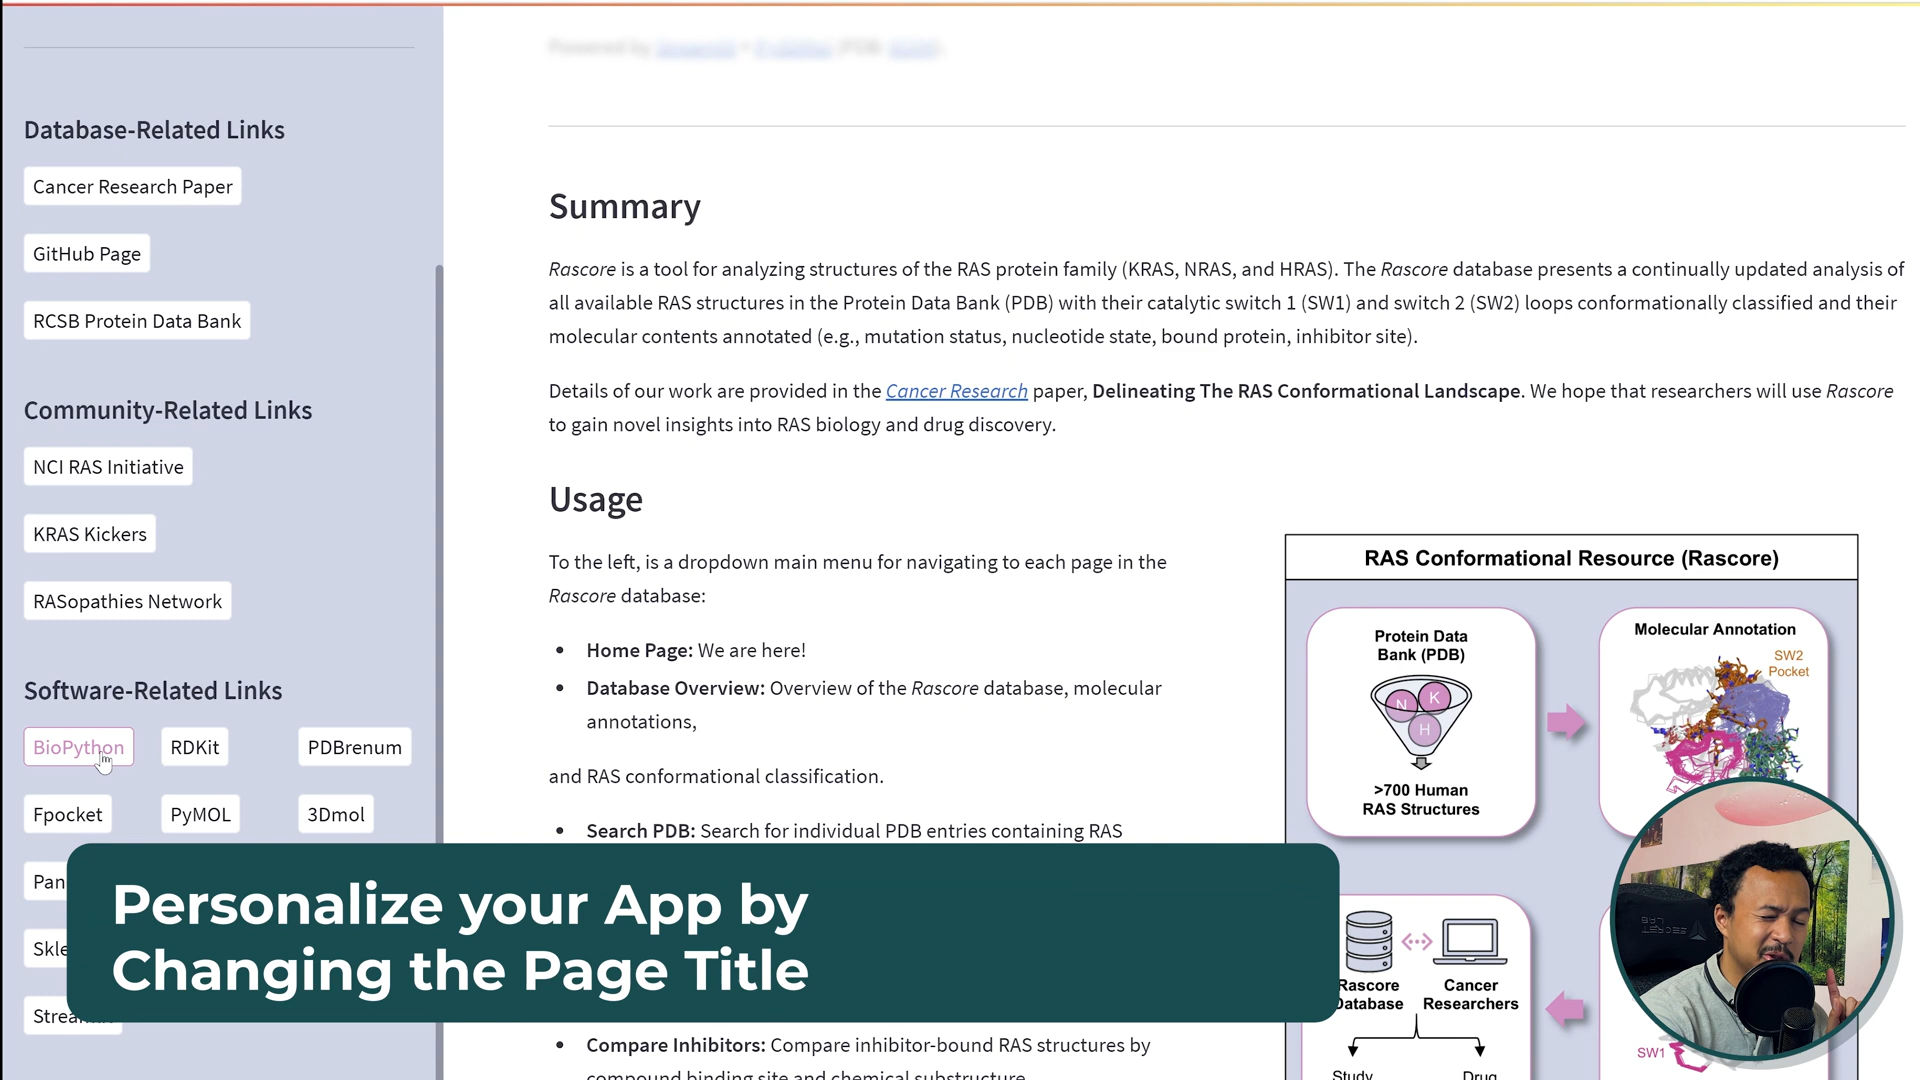 Database-Related Links
Cancer Research Paper
GitHub Page
RCSB Protein Data Bank
Community-Related Links
NCI RAS Initiative
KRAS Kickers
RASopathies Network
Software-Related Links
BioPython
RDKit
PDBrenum
Fpocket
PyMOL
3Dmol
Pan
Skle
Strea
Summary
Rascore is a tool for analyzing structures of the RAS protein family (KRAS, NRAS, and HRAS). The Rascore database presents a continually updated analysis of
all available RAS structures in the Protein Data Bank (PDB) with their catalytic switch 1 (SW1) and switch 2 (SW2) loops conformationally classified and their
molecular contents annotated (e.g., mutation status, nucleotide state, bound protein, inhibitor site).
Details of our work are provided in the Cancer Research paper, Delineating The RAS Conformational Landscape. We hope that researchers will use Rascore
to gain novel insights into RAS biology and drug discovery.
Usage
To the left, is a dropdown main menu for navigating to each page in the
Rascore database:
• Home Page: We are here!
• Database Overview: Overview of the Rascore database, molecular
annotations,
and RAS conformational classification.
• Search PDB: Search for individual PDB entries containing RAS
• Compare Inhibitors: Compare inhibitor-bound RAS structures by
compound binding site and chemical substructure
RAS Conformational Resource (Rascore)
Protein Data
Bank (PDB)
N
K
H
>700 Human
RAS Structures
Molecular Annotation
SW2
Pocket
Rascore
Database
Cancer
Researchers
Study
Drug
SW1
Personalize your App by
Changing the Page Title